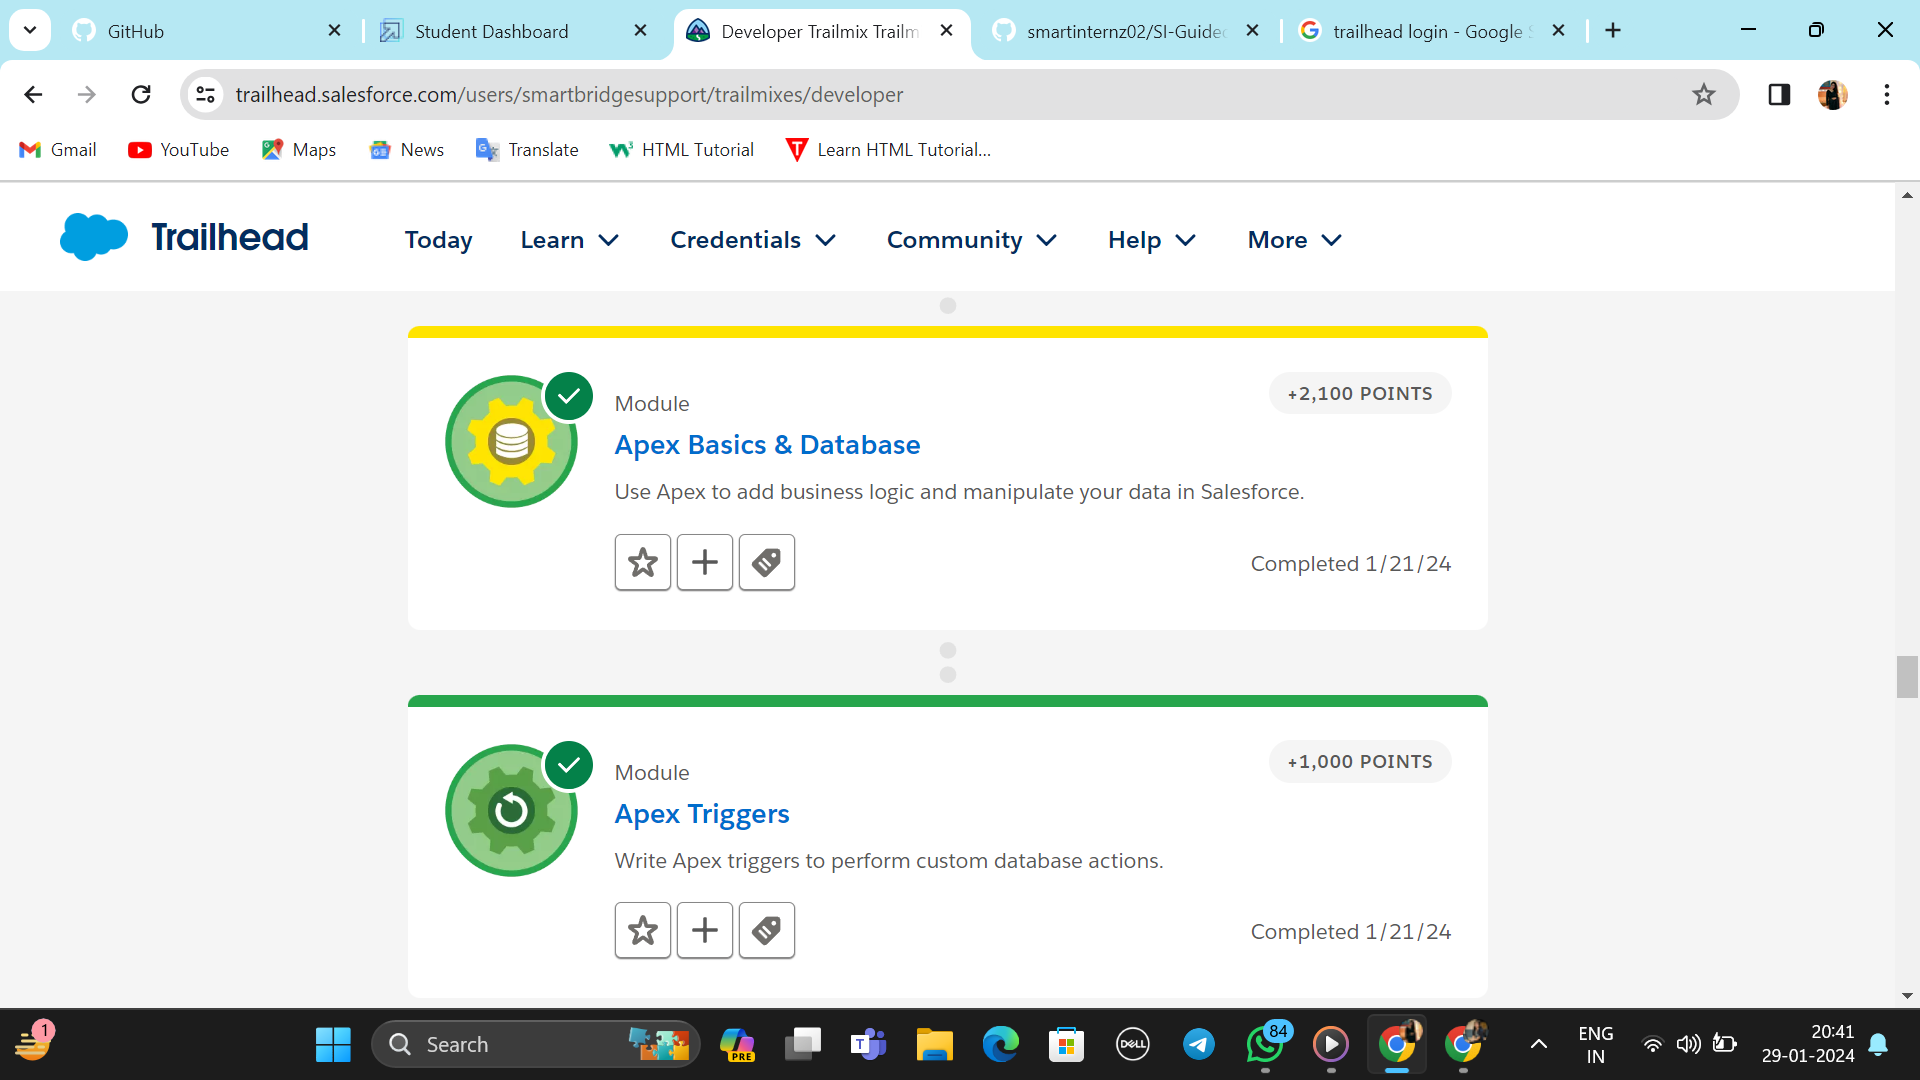 GitHub
Student Dashboard
Developer Trailmix Trailm
smartinternz02/SI-Guided
trailhead login - Google S
trailhead.salesforce.com/users/smartbridgesupport/trailmixes/developer
Gmail
YouTube
Maps
News
Translate
HTML Tutorial
Learn HTML Tutorial...
Trailhead
Today
Learn
Credentials
Community
Help
More
Module
+2,100 POINTS
Apex Basics & Database
Use Apex to add business logic and manipulate your data in Salesforce.
Completed 1/21/24
Module
+1,000 POINTS
Apex Triggers
Write Apex triggers to perform custom database actions.
Completed 1/21/24
1
Search
PRE
T
DELL
84
ENG
IN
20:41
29-01-2024